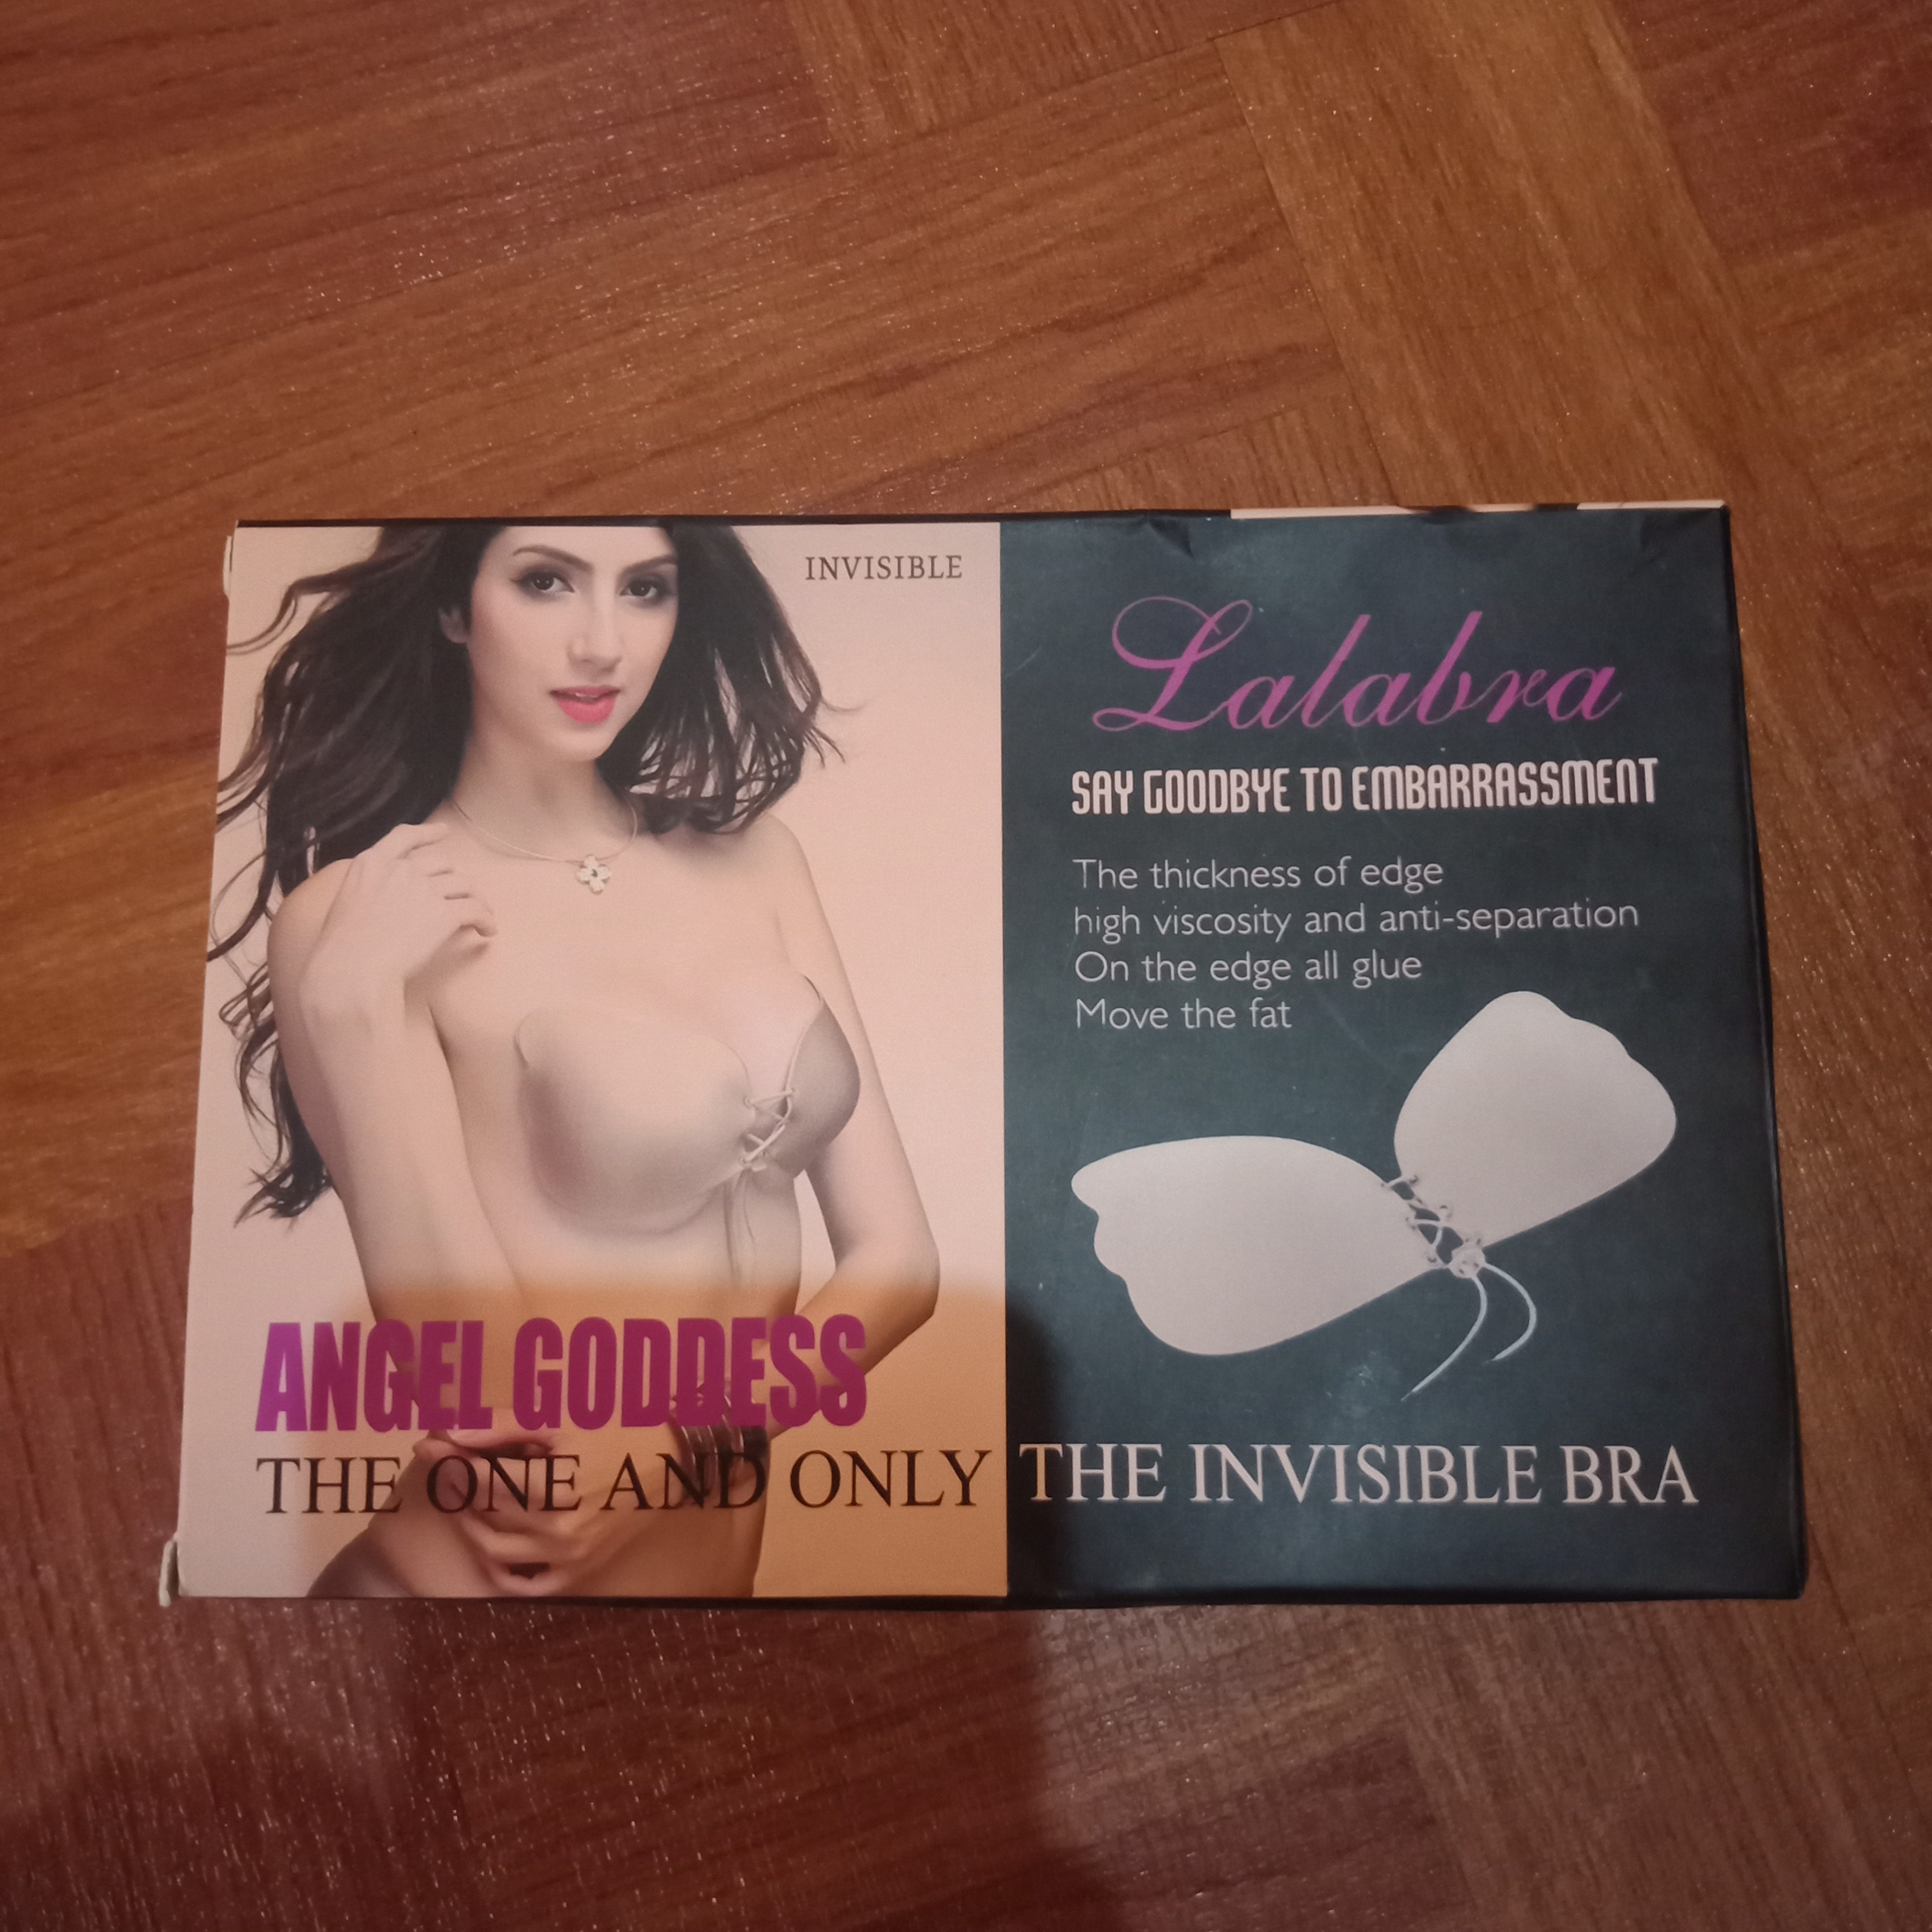 INVISIBLE
ANGEL GODDESS
THE ONE AND ONLY THE INVISIBLE BRA
Lalabra
SAY GOODBYE TO EMBARRASSMENT
The thickness of edge
high viscosity and anti-separation
On the edge all glue
Move the fat